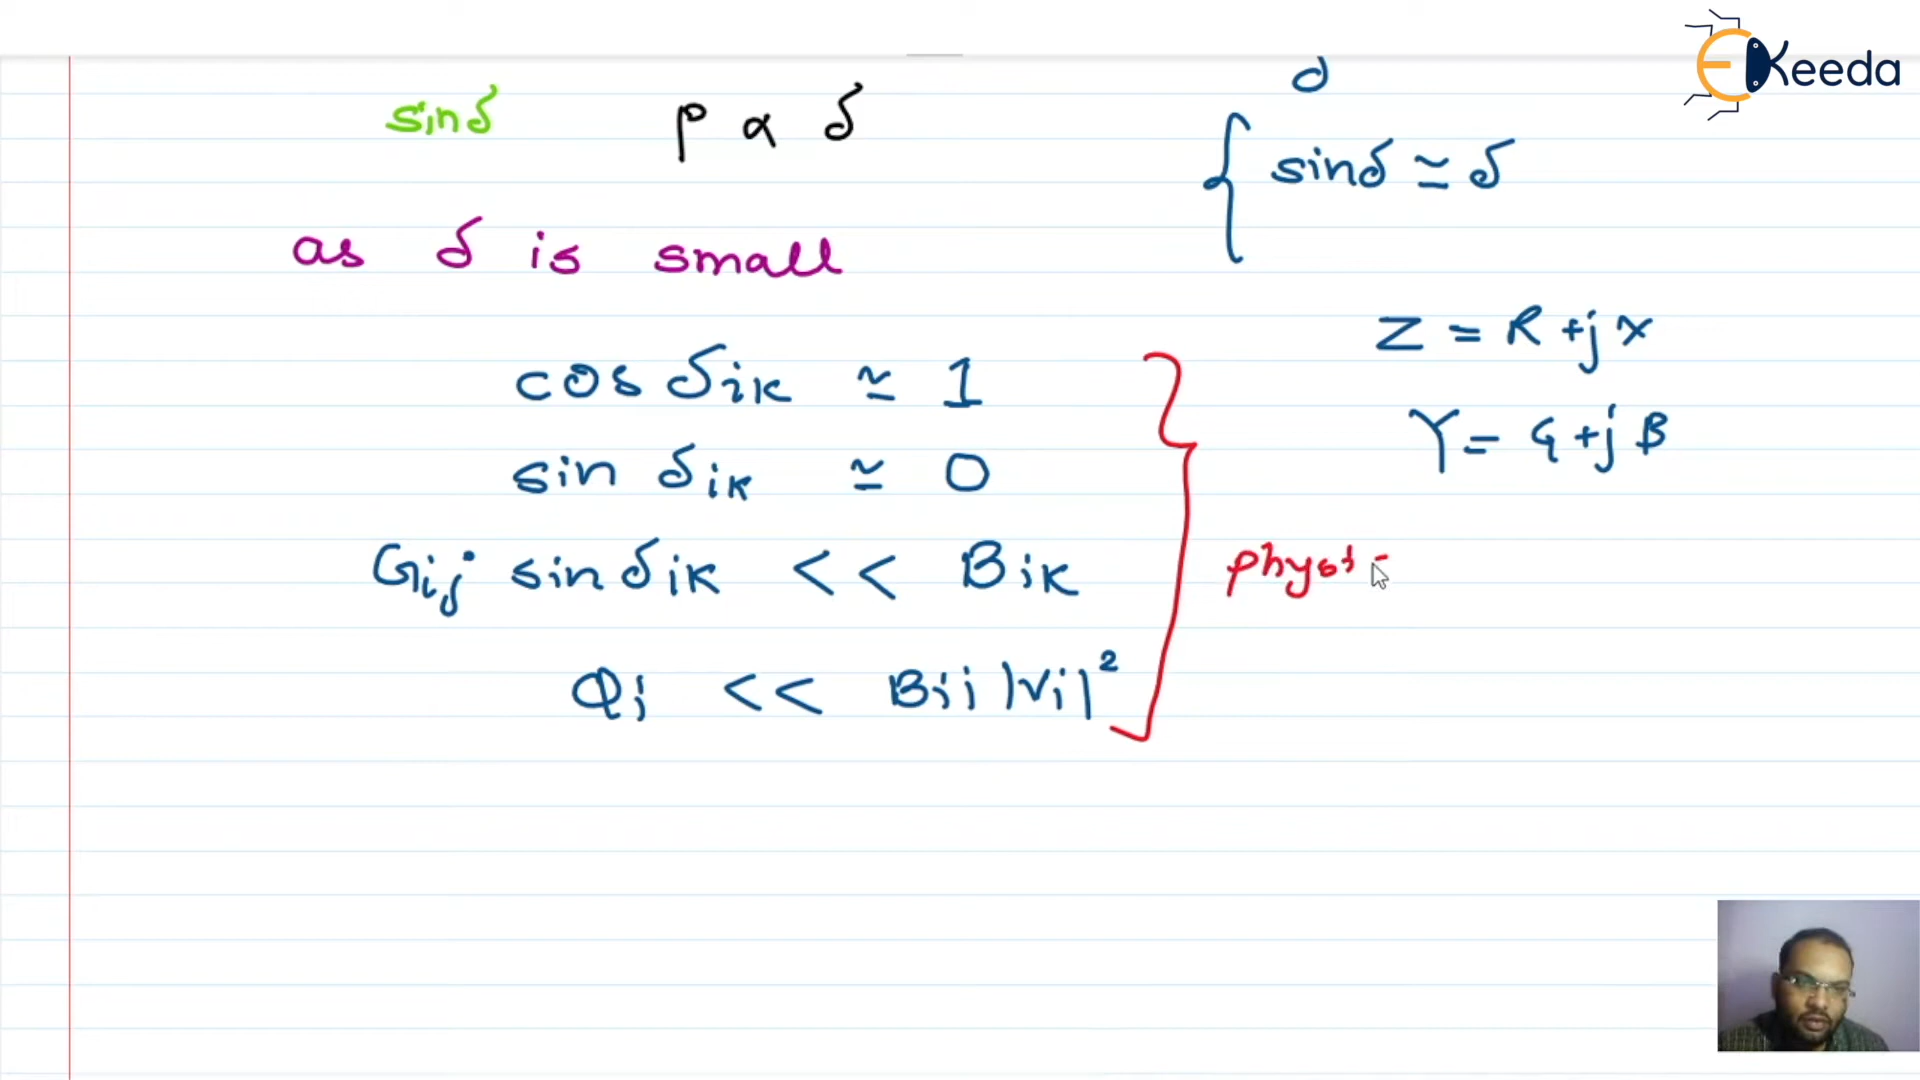 EKeeda
sinδ P α δ
{ sinδ ≃ δ
as δ is small
Z = R + jX
cos δik ≃ 1
Y = G + jB
sin δik ≃ 0
Gij sin δik << Bik
Qi << Bii |Vi|²